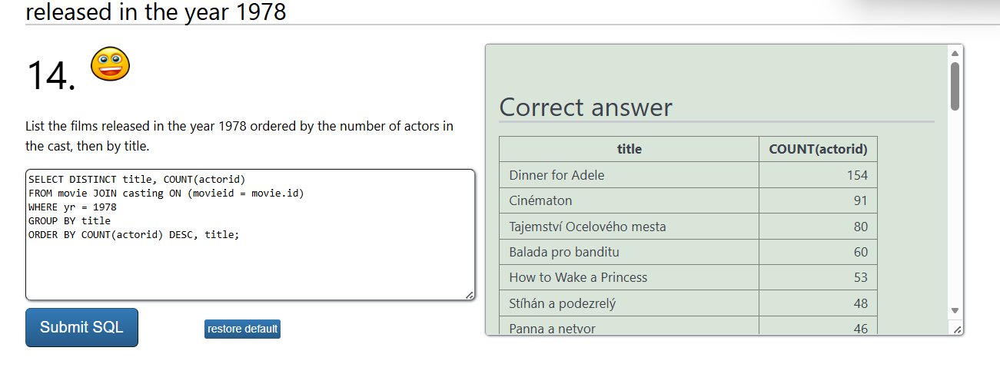 released in the year 1978
14.
List the films released in the year 1978 ordered by the number of actors in
the cast, then by title.
SELECT DISTINCT title, COUNT(actorid)
FROM movie JOIN casting ON (movieid = movie.id)
WHERE yr = 1978
GROUP BY title
ORDER BY COUNT(actorid) DESC, title;
Submit SQL
restore default
Correct answer
title COUNT(actorid)
Dinner for Adele 154
Cinématon 91
Tajemství Ocelového mesta 80
Balada pro banditu 60
How to Wake a Princess 53
Stíhán a podezrelý 48
Panna a netvor 46